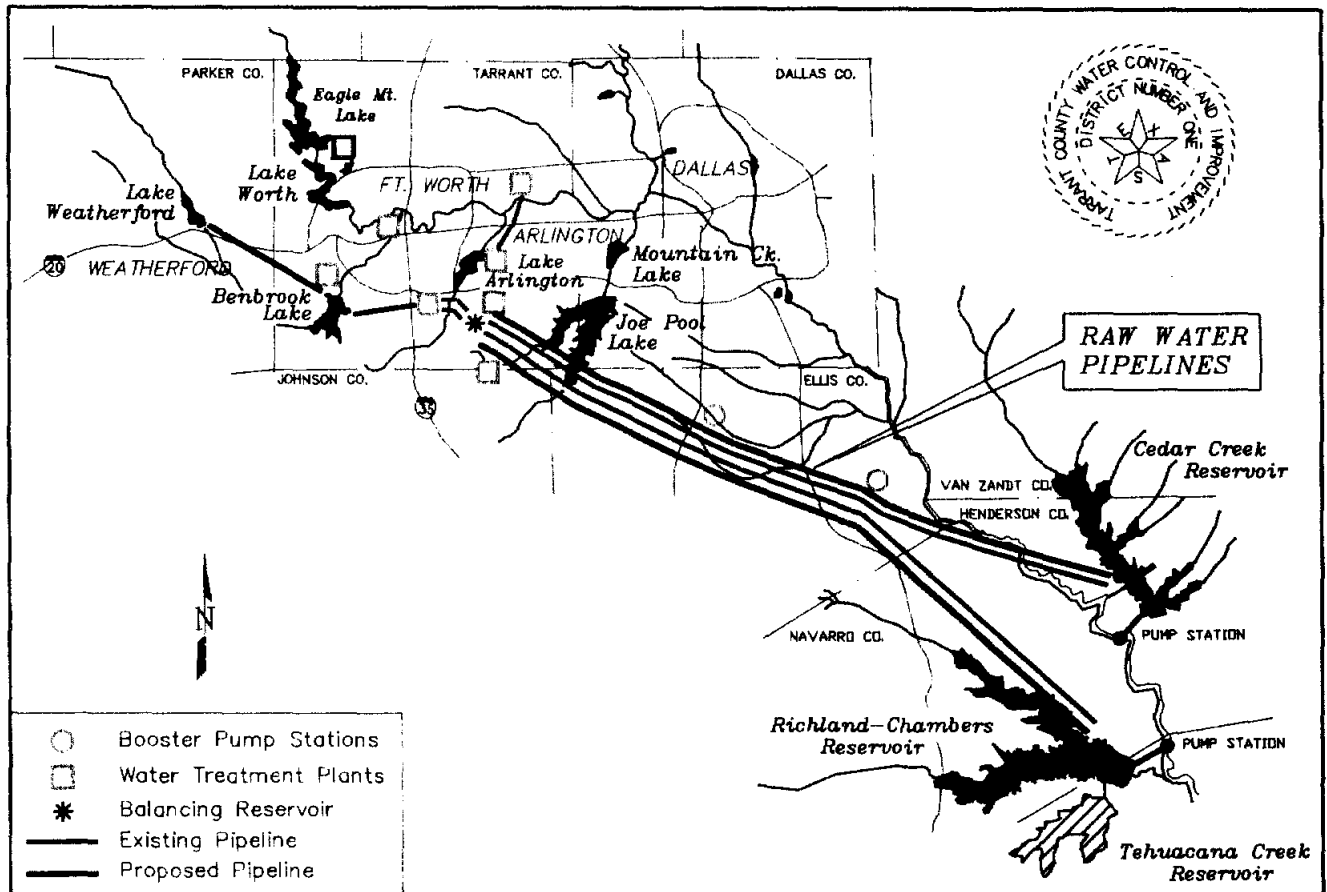 PARKER CO.
TARRANT CO.
DALLAS CO.
TARRANT COUNTY WATER CONTROL AND IMPROVEMENT
DISTRICT NUMBER ONE
TEXAS
Eagle Mt.
Lake
Lake
Worth
FT. WORTH
DALLAS
Lake
Weatherford
ARLINGTON
Lake
Arlington
Mountain Ck.
Lake
20
WEATHERFORD
Benbrook
Lake
Joe Pool
Lake
RAW WATER
PIPELINES
JOHNSON CO.
ELLIS CO.
35
Cedar Creek
Reservoir
VAN ZANDT CO.
HENDERSON CO.
N
NAVARRO CO.
PUMP STATION
Richland-Chambers
Reservoir
PUMP STATION
Tehuacana Creek
Reservoir
Booster Pump Stations
Water Treatment Plants
Balancing Reservoir
Existing Pipeline
Proposed Pipeline